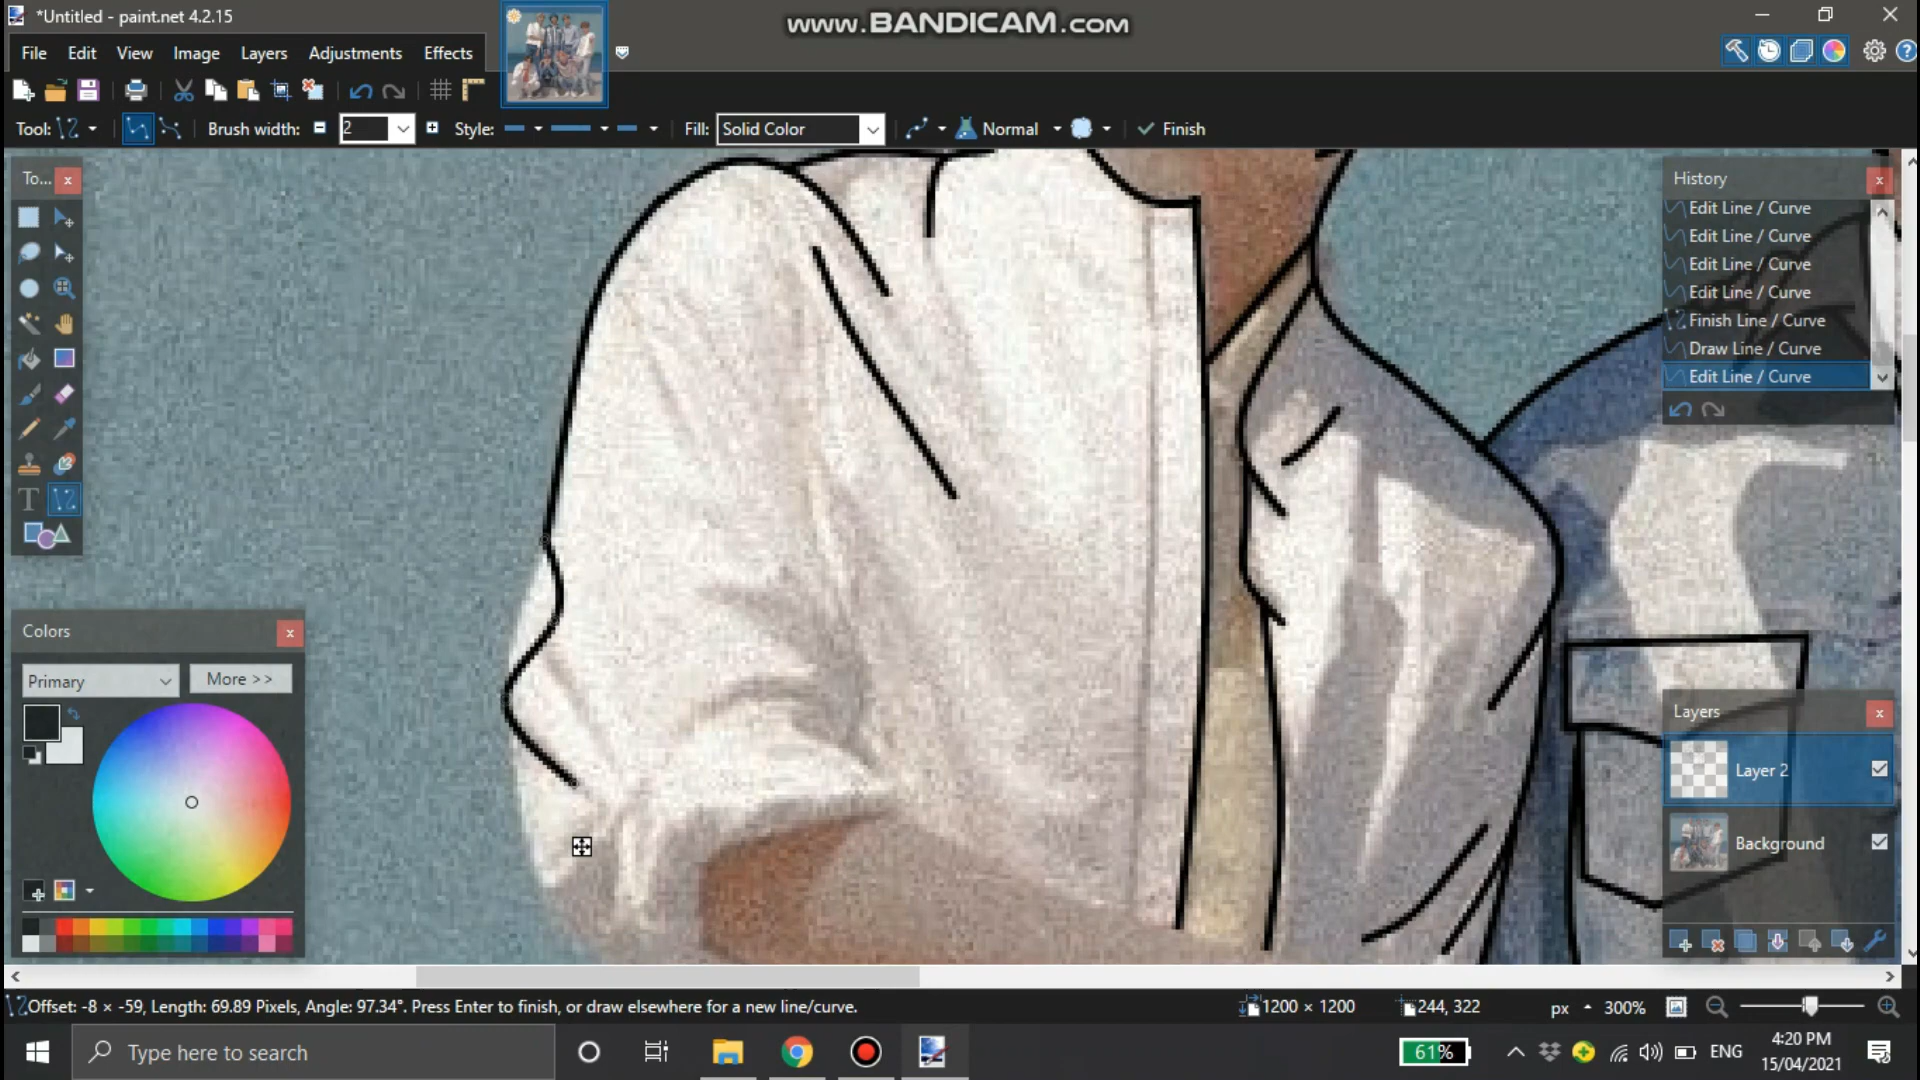 *Untitled - paint.net 4.2.15
www.BANDICAM.com
File Edit View Image Layers Adjustments Effects
Tool: Brush width: 2 Style: Fill: Solid Color Normal Finish
To...
History
Edit Line / Curve
Edit Line / Curve
Edit Line / Curve
Edit Line / Curve
Finish Line / Curve
Draw Line / Curve
Edit Line / Curve
Colors
Primary More >>
Layers
Layer 2
Background
Offset: -8 × -59, Length: 69.89 Pixels, Angle: 97.34°. Press Enter to finish, or draw elsewhere for a new line/curve.
1200 × 1200 244, 322 px 300%
Type here to search
61% ENG
4:20 PM
15/04/2021